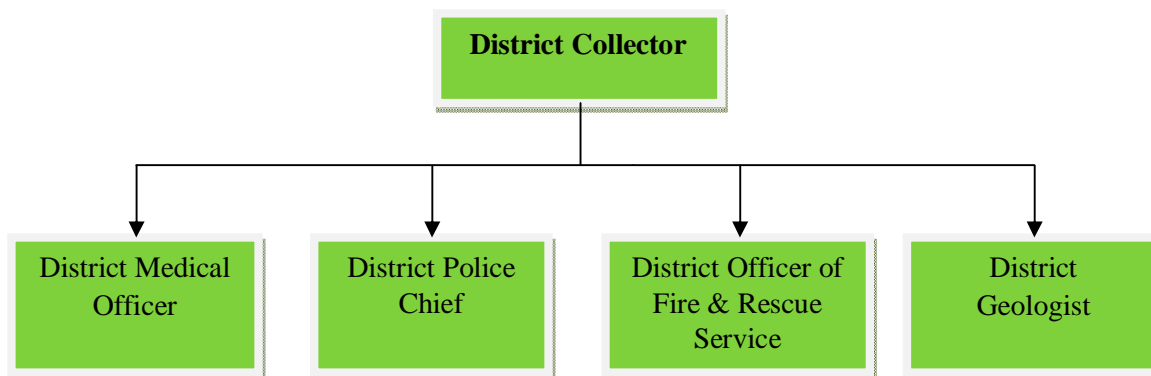 District Collector
District Medical
Officer
District Police
Chief
District Officer of
Fire & Rescue
Service
District
Geologist